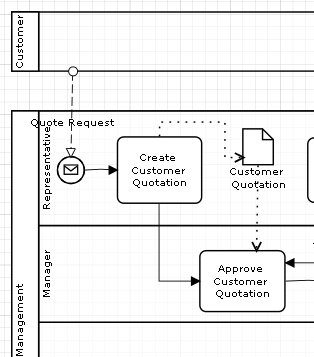 Customer
Quote Request
Representative
Create
Customer
Quotation
Customer
Quotation
Manager
Approve
Customer
Quotation
Management